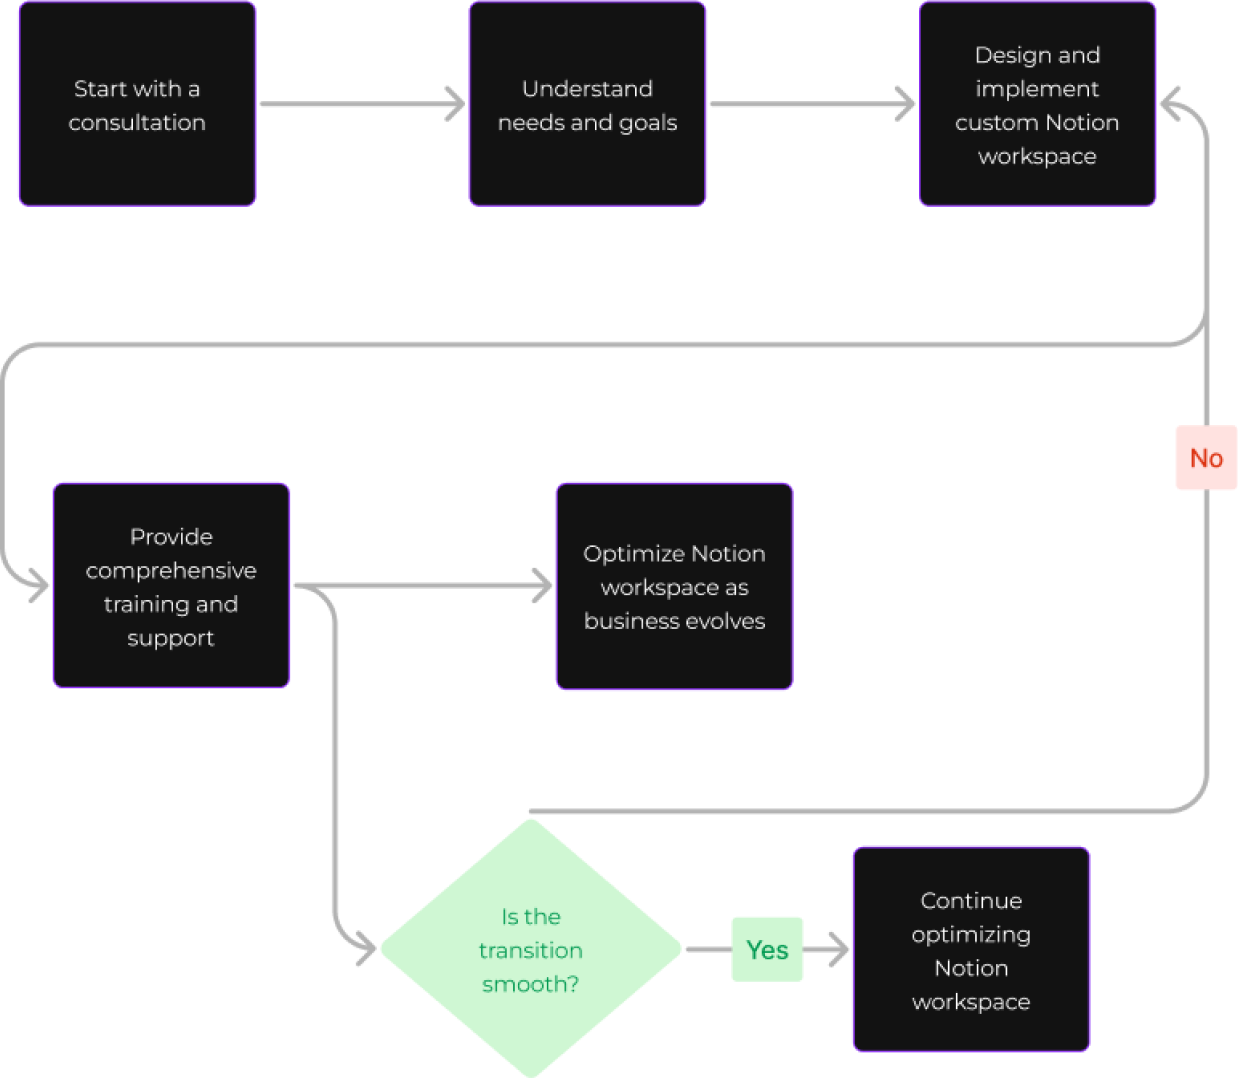 Start with a
consultation
Understand
needs and goals
Design and
implement
custom Notion
workspace
No
Provide
comprehensive
training and
support
Optimize Notion
workspace as
business evolves
Is the
transition
smooth?
Yes
Continue
optimizing
Notion
workspace